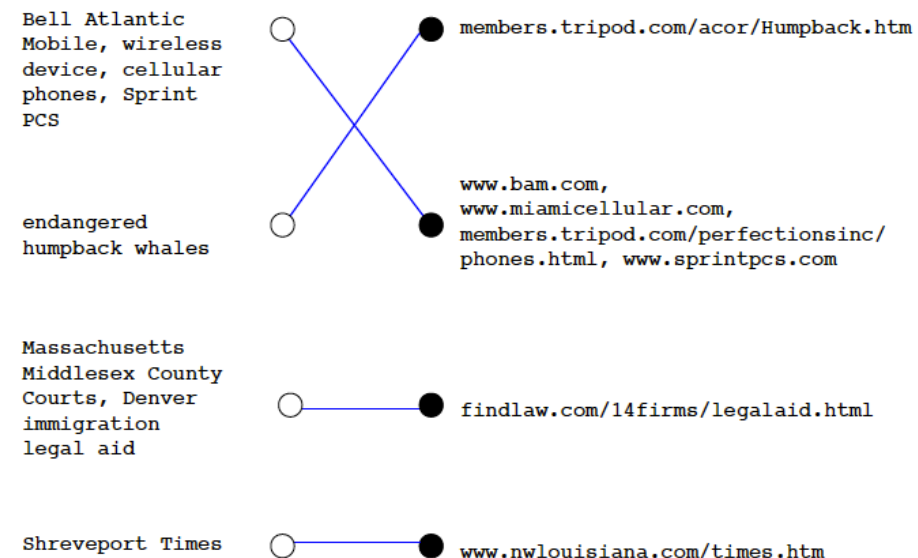 Bell Atlantic
Mobile, wireless
device, cellular
phones, Sprint
PCS
members.tripod.com/acor/Humpback.htm
endangered
humpback whales
www.bam.com,
www.miamicellular.com,
members.tripod.com/perfectionsinc/
phones.html, www.sprintpcs.com
Massachusetts
Middlesex County
Courts, Denver
immigration
legal aid
findlaw.com/14firms/legalaid.html
Shreveport Times
www.nwlouisiana.com/times.htm